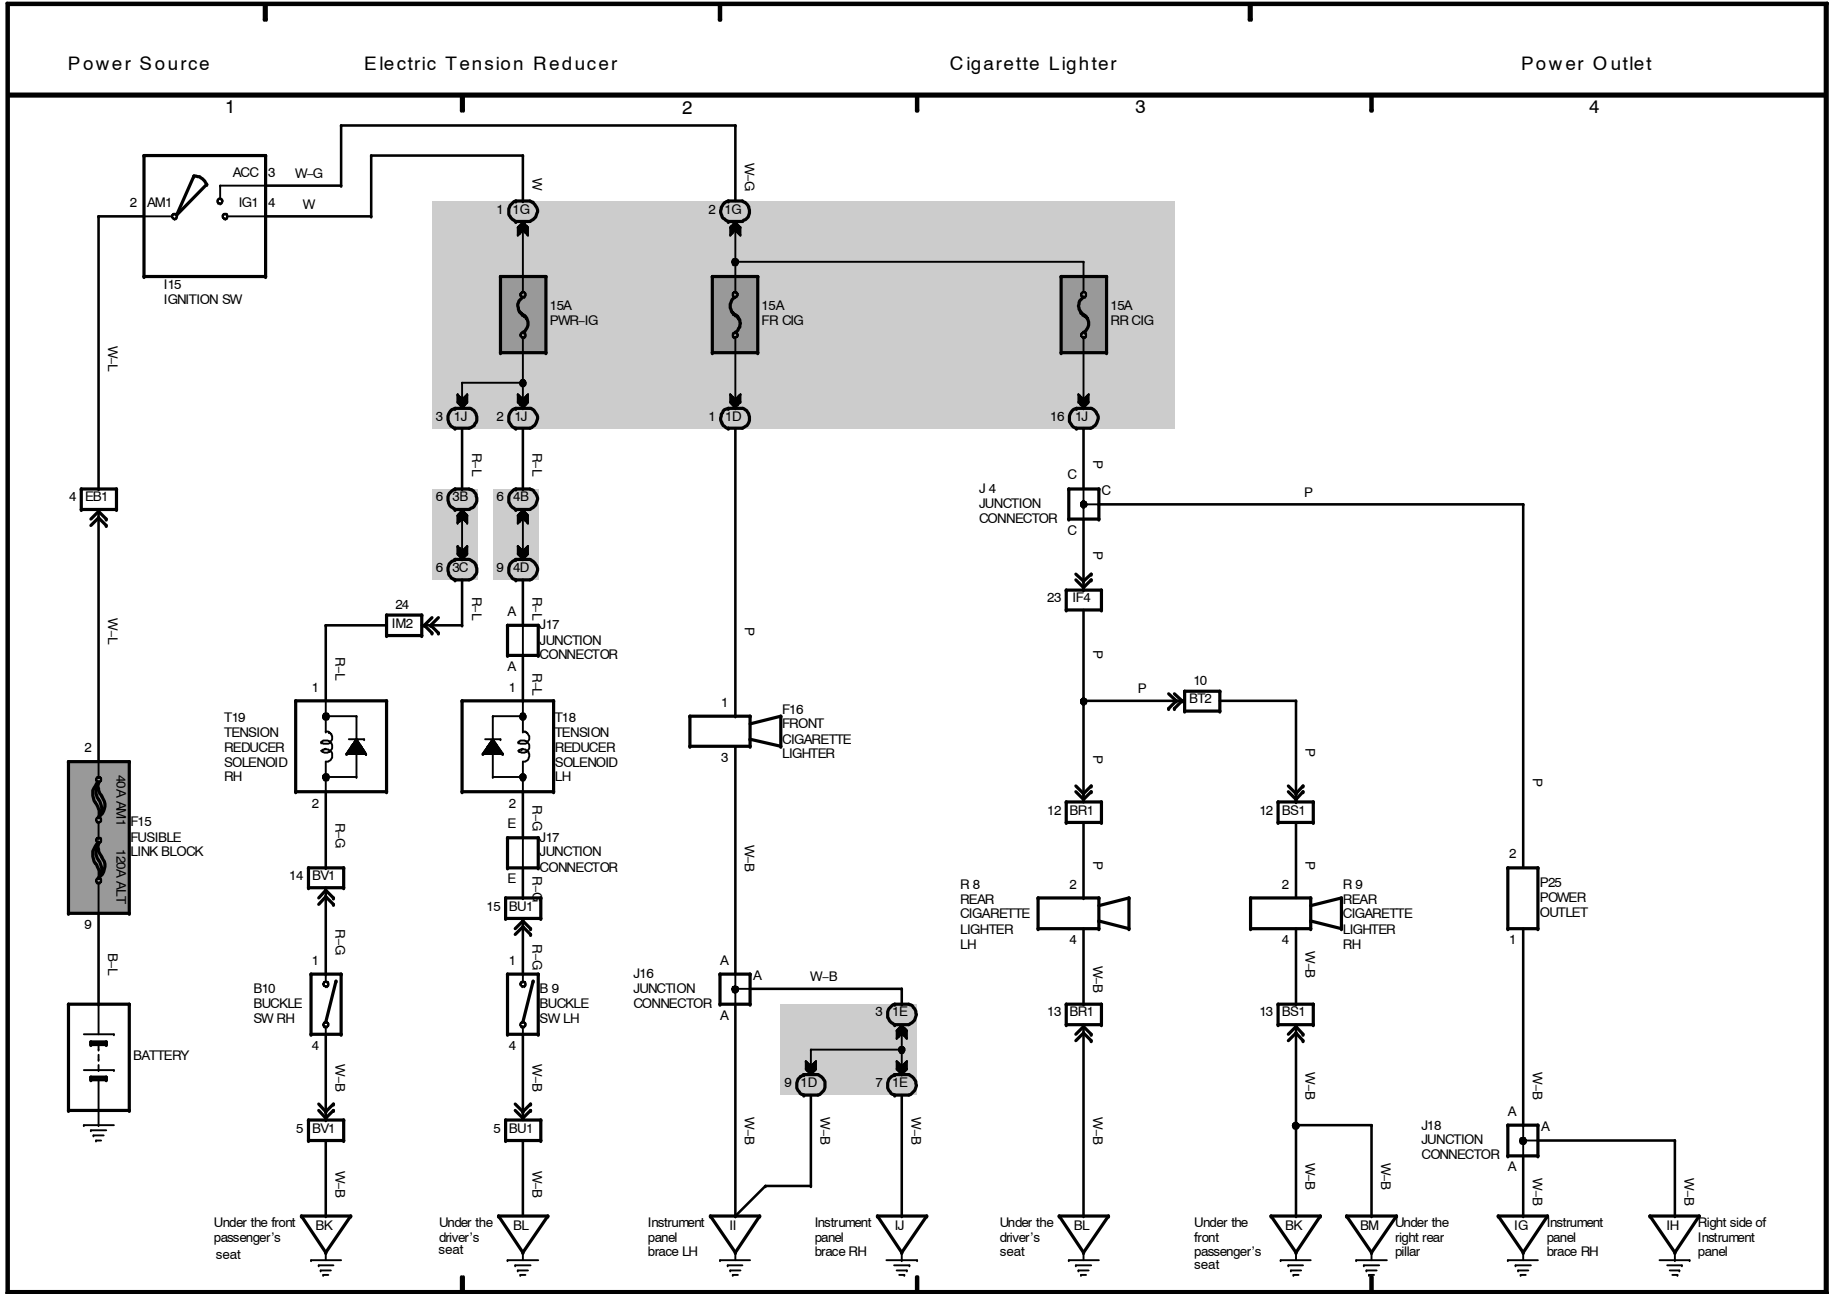 Power Source
Electric Tension Reducer
Cigarette Lighter
Power Outlet
1
2
3
4
ACC
3
W–G
2
AM1
IG1
4
W
I15
IGNITION SW
W
W–G
1
1G
2
1G
15A
PWR–IG
15A
FR CIG
15A
RR CIG
3
1J
2
1J
1
1D
16
1J
W–L
R–L
R–L
P
4
EB1
6
3B
6
4B
6
3C
9
4D
C
C
C
J 4
JUNCTION
CONNECTOR
P
P
23
IF4
24
IM2
R–L
R–L
A
J17
JUNCTION
CONNECTOR
A
W–L
P
P
R–L
1
R–L
1
T19
TENSION
REDUCER
SOLENOID
RH
2
T18
TENSION
REDUCER
SOLENOID
LH
2
1
F16
FRONT
CIGARETTE
LIGHTER
3
P
10
BT2
P
P
P
2
40A AM1
120A ALT
F15
FUSIBLE
LINK BLOCK
9
R–G
R–G
E
J17
JUNCTION
CONNECTOR
E
R–G
W–B
12
BR1
12
BS1
P
P
14
BV1
15
BU1
R 8
REAR
CIGARETTE
LIGHTER
LH
2
4
2
4
R 9
REAR
CIGARETTE
LIGHTER
RH
2
P25
POWER
OUTLET
1
B–L
R–G
R–G
1
B10
BUCKLE
SW RH
4
1
B 9
BUCKLE
SW LH
4
J16
JUNCTION
CONNECTOR
A
A
A
W–B
3
1E
9
1D
7
1E
W–B
W–B
13
BR1
13
BS1
BATTERY
W–B
W–B
W–B
W–B
5
BV1
5
BU1
W–B
W–B
W–B
W–B
A
A
A
J18
JUNCTION
CONNECTOR
W–B
W–B
W–B
W–B
W–B
W–B
W–B
Under the front
passenger's
seat
BK
Under the
driver's
seat
BL
Instrument
panel
brace LH
II
Instrument
panel
brace RH
IJ
Under the
driver's
seat
BL
Under the
front
passenger's
seat
BK
BM
Under the
right rear
pillar
IG
Instrument
panel
brace RH
IH
Right side of
Instrument
panel